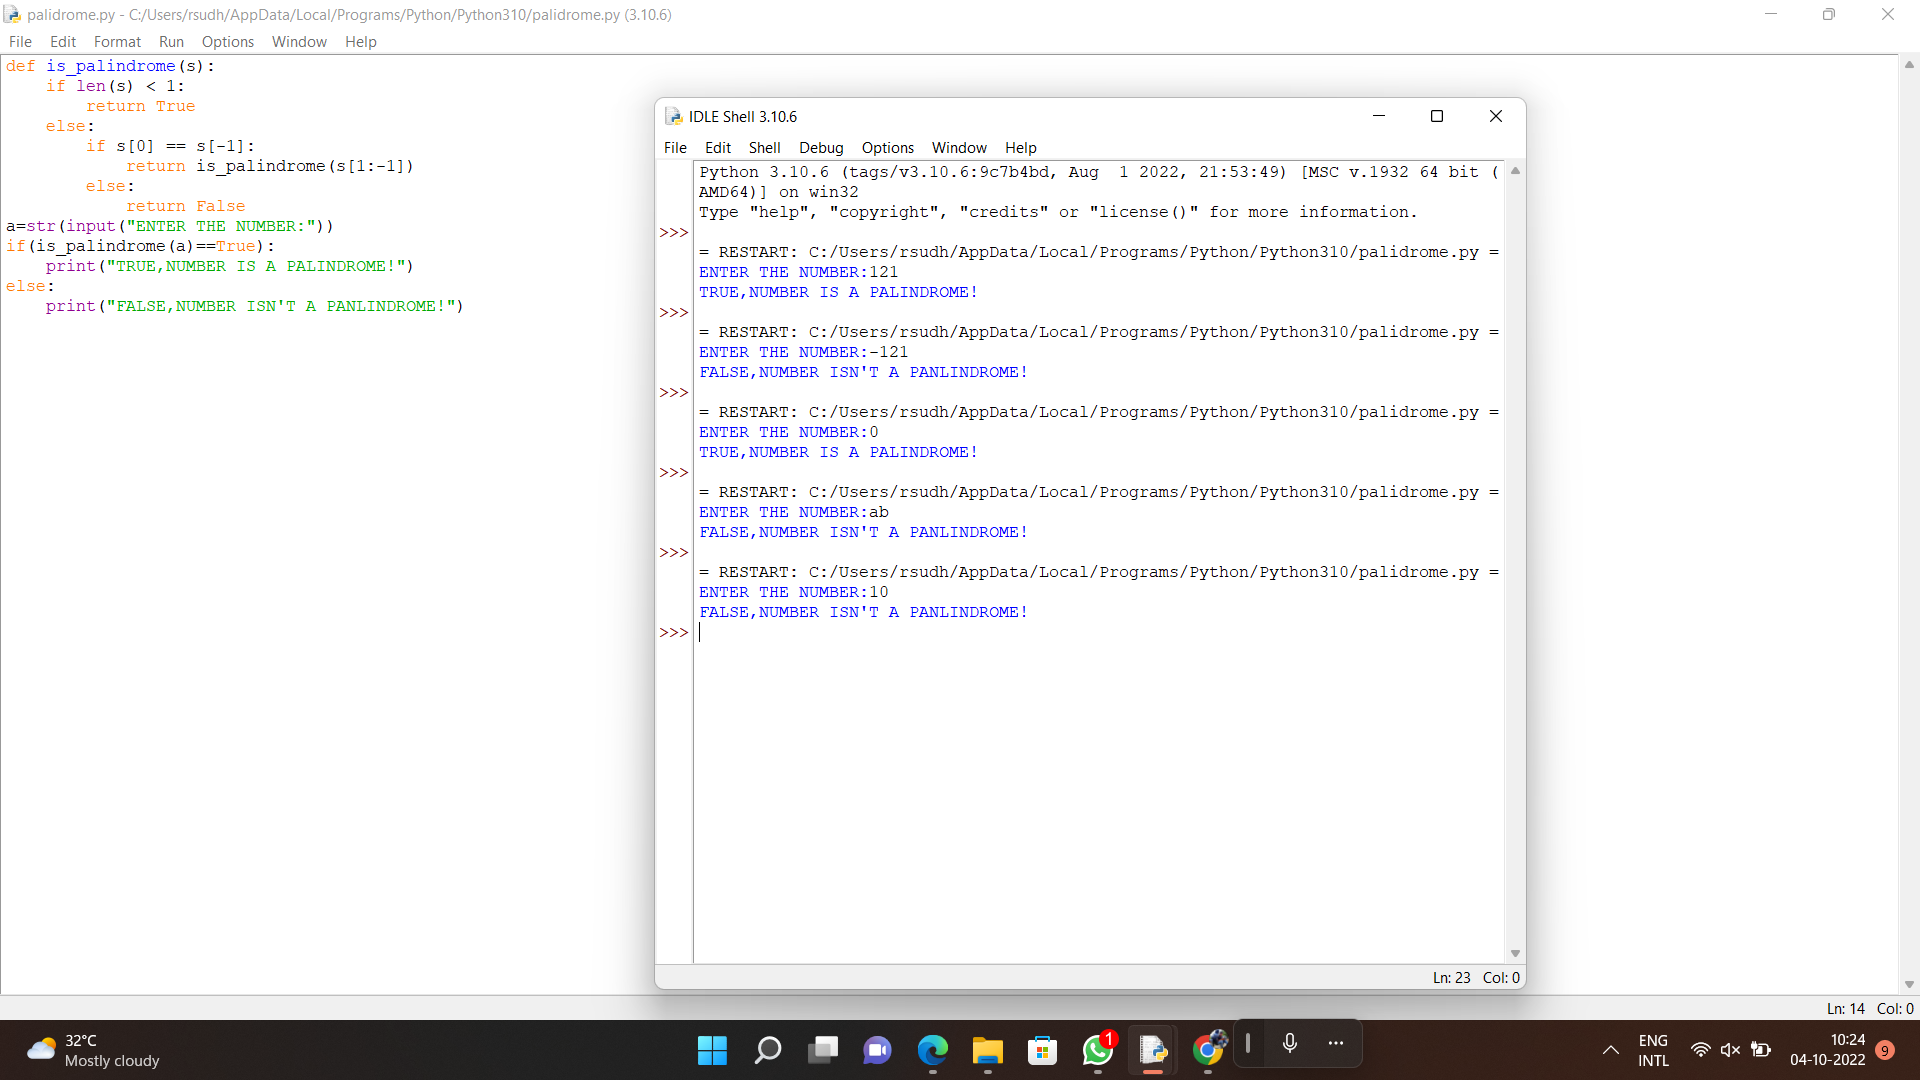 palidrome.py - C:/Users/rsudh/AppData/Local/Programs/Python/Python310/palidrome.py (3.10.6)
File Edit Format Run Options Window Help
def is_palindrome(s):
    if len(s) < 1:
        return True
    else:
        if s[0] == s[-1]:
            return is_palindrome(s[1:-1])
        else:
            return False
a=str(input("ENTER THE NUMBER:"))
if(is_palindrome(a)==True):
    print("TRUE,NUMBER IS A PALINDROME!")
else:
    print("FALSE,NUMBER ISN'T A PANLINDROME!")
IDLE Shell 3.10.6
File Edit Shell Debug Options Window Help
Python 3.10.6 (tags/v3.10.6:9c7b4bd, Aug  1 2022, 21:53:49) [MSC v.1932 64 bit (
AMD64)] on win32
Type "help", "copyright", "credits" or "license()" for more information.
>>>
= RESTART: C:/Users/rsudh/AppData/Local/Programs/Python/Python310/palidrome.py =
ENTER THE NUMBER:121
TRUE,NUMBER IS A PALINDROME!
>>>
= RESTART: C:/Users/rsudh/AppData/Local/Programs/Python/Python310/palidrome.py =
ENTER THE NUMBER:-121
FALSE,NUMBER ISN'T A PANLINDROME!
>>>
= RESTART: C:/Users/rsudh/AppData/Local/Programs/Python/Python310/palidrome.py =
ENTER THE NUMBER:0
TRUE,NUMBER IS A PALINDROME!
>>>
= RESTART: C:/Users/rsudh/AppData/Local/Programs/Python/Python310/palidrome.py =
ENTER THE NUMBER:ab
FALSE,NUMBER ISN'T A PANLINDROME!
>>>
= RESTART: C:/Users/rsudh/AppData/Local/Programs/Python/Python310/palidrome.py =
ENTER THE NUMBER:10
FALSE,NUMBER ISN'T A PANLINDROME!
>>>
Ln: 23 Col: 0
Ln: 14 Col: 0
32°C
Mostly cloudy
1
ENG
INTL
10:24
04-10-2022
9